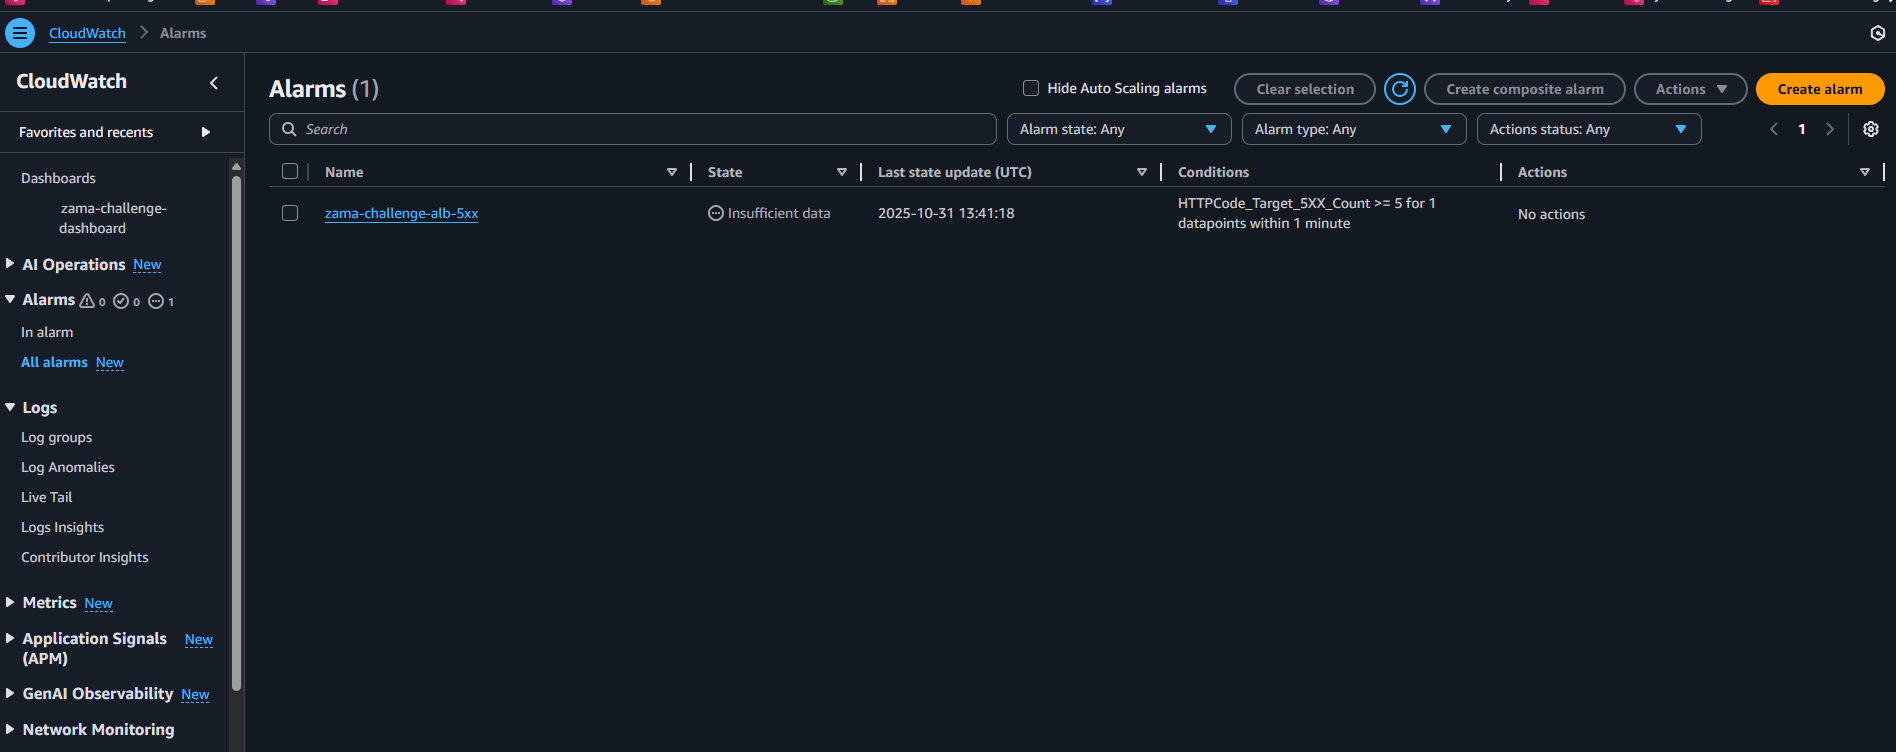 CloudWatch > Alarms
CloudWatch
Favorites and recents
Dashboards
zama-challenge-
dashboard
AI Operations New
Alarms 0 0 1
In alarm
All alarms New
Logs
Log groups
Log Anomalies
Live Tail
Logs Insights
Contributor Insights
Metrics New
Application Signals New
(APM)
GenAI Observability New
Network Monitoring
Alarms (1)
Hide Auto Scaling alarms
Clear selection
Create composite alarm
Actions
Create alarm
Search
Alarm state: Any
Alarm type: Any
Actions status: Any
1
Name State Last state update (UTC) Conditions Actions
zama-challenge-alb-5xx Insufficient data 2025-10-31 13:41:18 HTTPCode_Target_5XX_Count >= 5 for 1
datapoints within 1 minute No actions